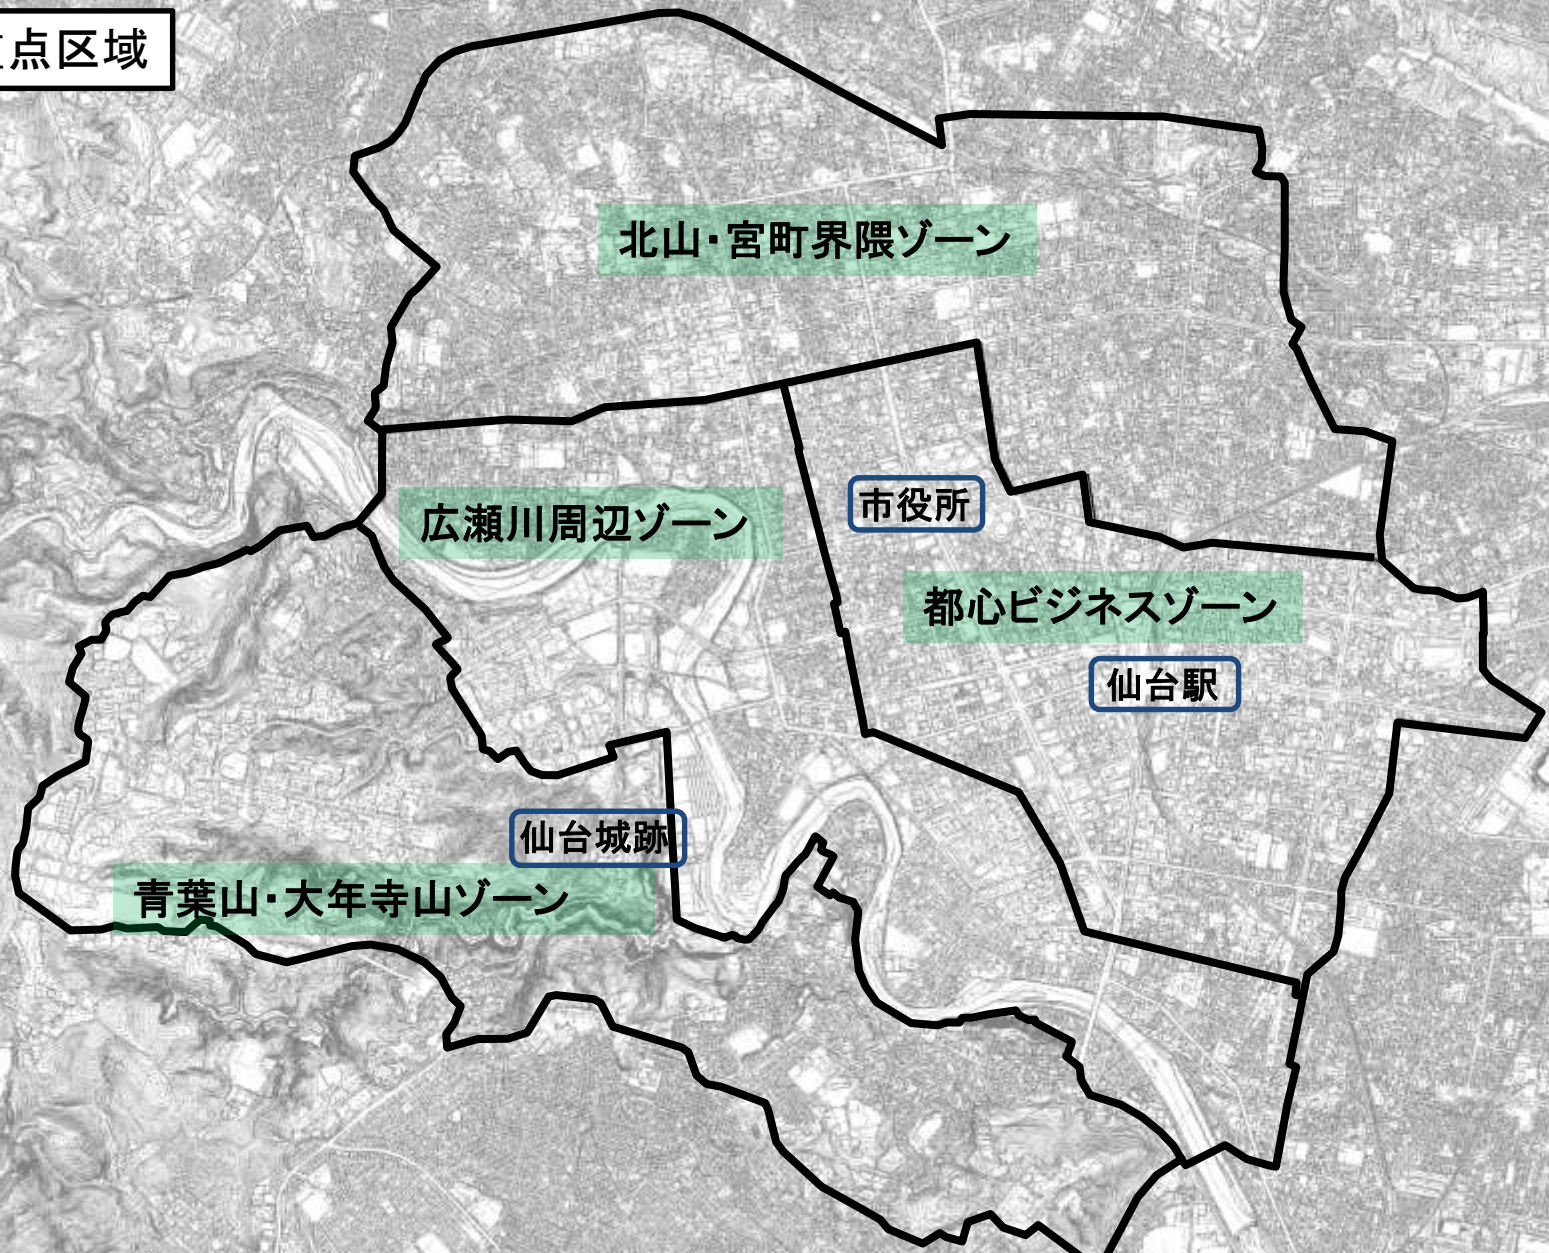 点区域
北山・宮町界隈ゾーン
広瀬川周辺ゾーン
市役所
都心ビジネスゾーン
仙台駅
仙台城跡
青葉山・大年寺山ゾーン